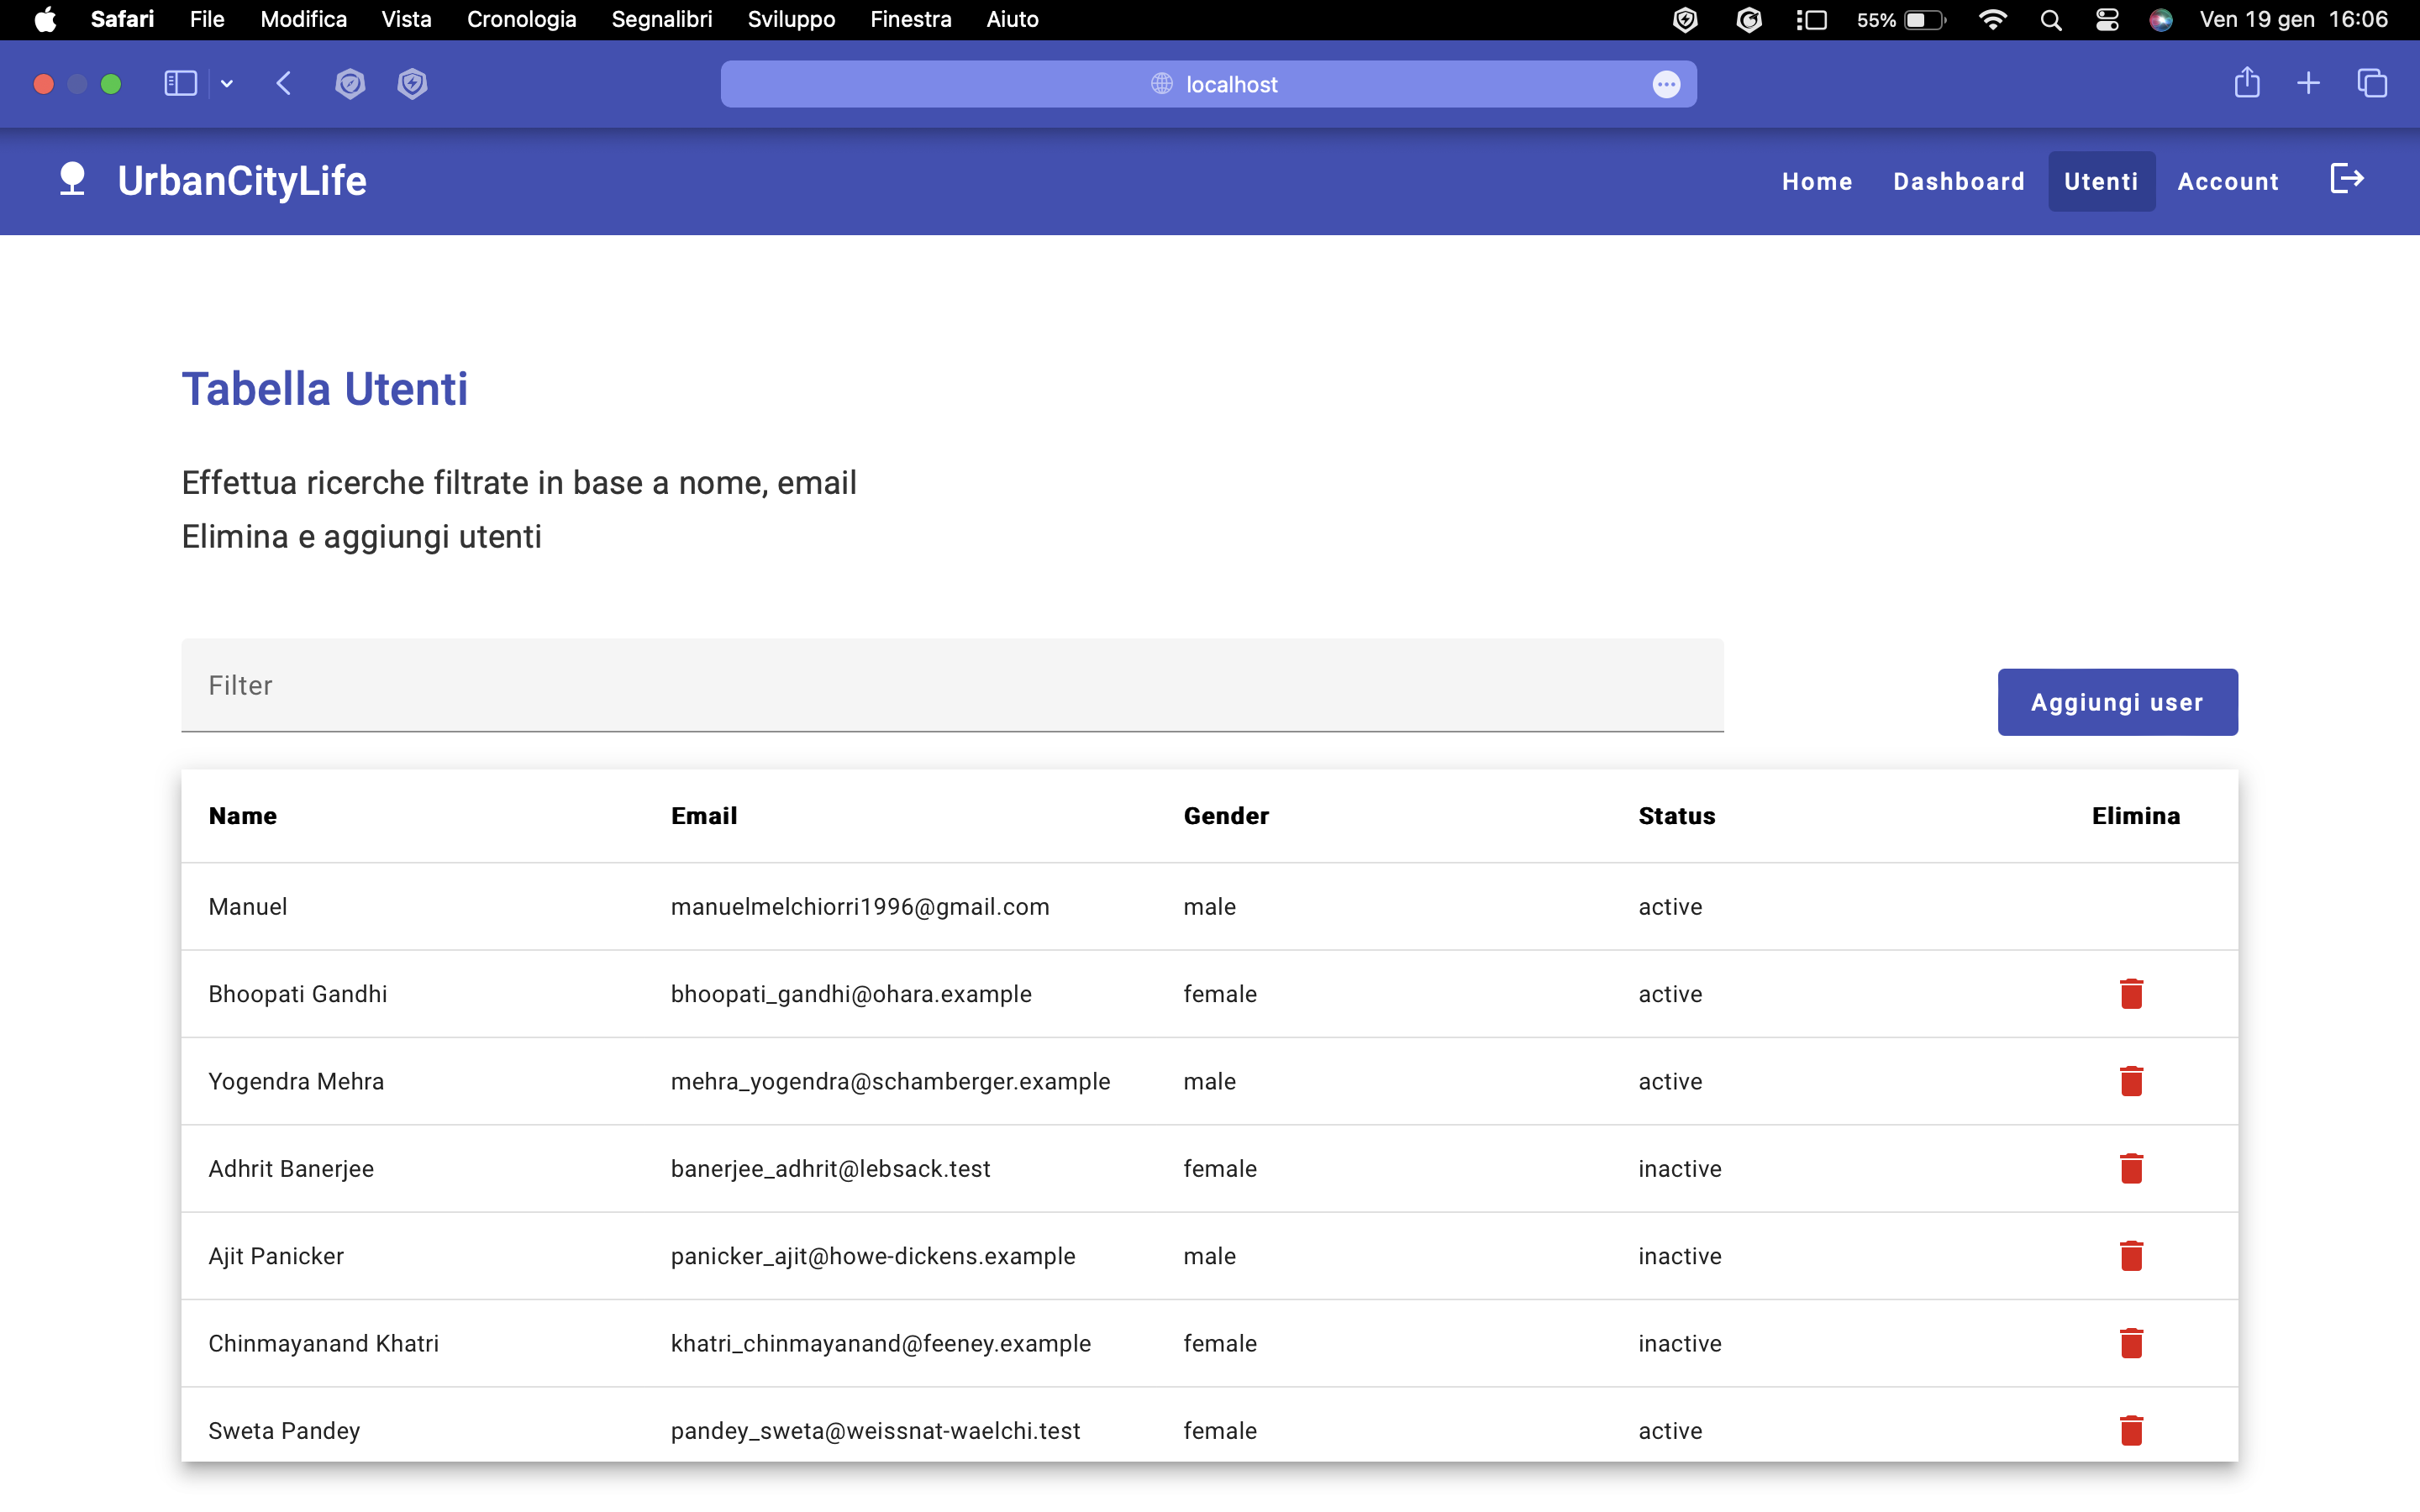 Safari File Modifica Vista Cronologia Segnalibri Sviluppo Finestra Aiuto 55% Ven 19 gen 16:06
localhost
UrbanCityLife Home Dashboard Utenti Account
Tabella Utenti
Effettua ricerche filtrate in base a nome, email
Elimina e aggiungi utenti
Filter
Aggiungi user
Name Email Gender Status Elimina
Manuel manuelmelchiorri1996@gmail.com male active
Bhoopati Gandhi bhoopati_gandhi@ohara.example female active
Yogendra Mehra mehra_yogendra@schamberger.example male active
Adhrit Banerjee banerjee_adhrit@lebsack.test female inactive
Ajit Panicker panicker_ajit@howe-dickens.example male inactive
Chinmayanand Khatri khatri_chinmayanand@feeney.example female inactive
Sweta Pandey pandey_sweta@weissnat-waelchi.test female active